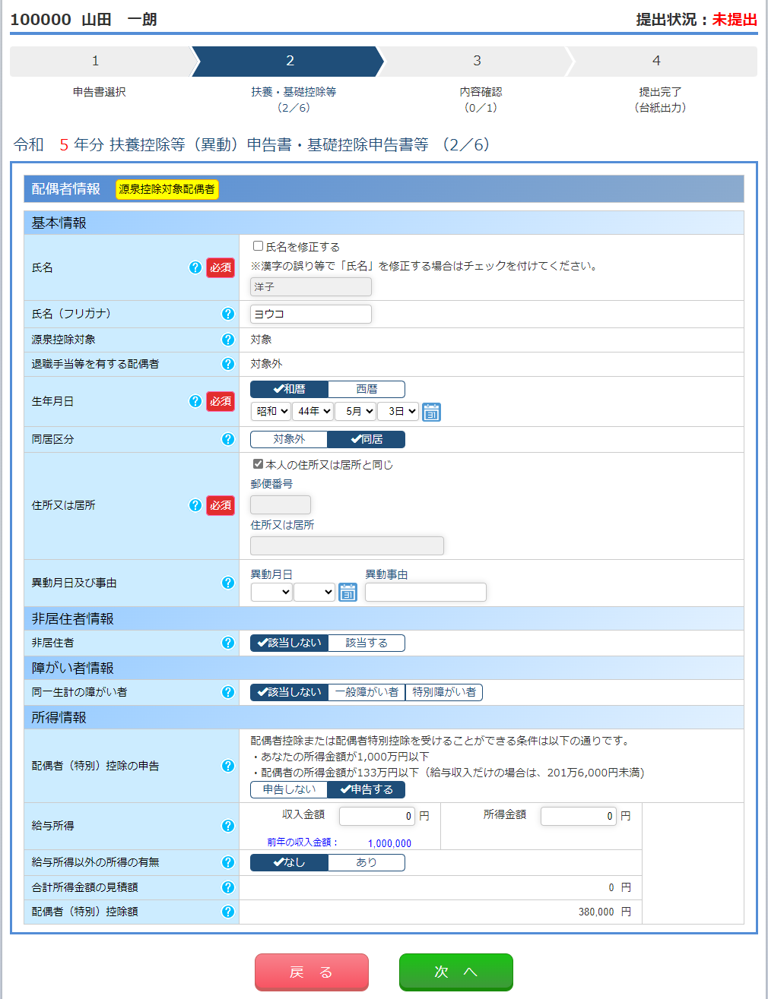 100000 山田　一朗
提出状況：未提出
1
2
3
4
申告書選択
扶養・基礎控除等
（2／6）
内容確認
（0／1）
提出完了
（台紙出力）
令和　5 年分 扶養控除等（異動）申告書・基礎控除申告書等 （2／6）
配偶者情報 源泉控除対象配偶者
基本情報
氏名 ? 必須
氏名を修正する
※漢字の誤り等で「氏名」を修正する場合はチェックを付けてください。
洋子
氏名（フリガナ） ? ヨウコ
源泉控除対象 ? 対象
退職手当等を有する配偶者 ? 対象外
生年月日 ? 必須
✔和暦 西暦
昭和 44年 5月 3日 31
同居区分 ? 対象外 ✔同居
住所又は居所 ? 必須
本人の住所又は居所と同じ
郵便番号
住所又は居所
異動月日及び事由 ?
異動月日 異動事由
31
非居住者情報
非居住者 ? ✔該当しない 該当する
障がい者情報
同一生計の障がい者 ? ✔該当しない 一般障がい者 特別障がい者
所得情報
配偶者（特別）控除の申告 ?
配偶者控除または配偶者特別控除を受けることができる条件は以下の通りです。
・あなたの所得金額が1,000万円以下
・配偶者の所得金額が133万円以下（給与収入だけの場合は、201万6,000円未満)
申告しない ✔申告する
給与所得 ?
収入金額 0 円 所得金額 0 円
前年の収入金額： 1,000,000
給与所得以外の所得の有無 ? ✔なし あり
合計所得金額の見積額 ? 0 円
配偶者（特別）控除額 ? 380,000 円
戻　る
次　へ